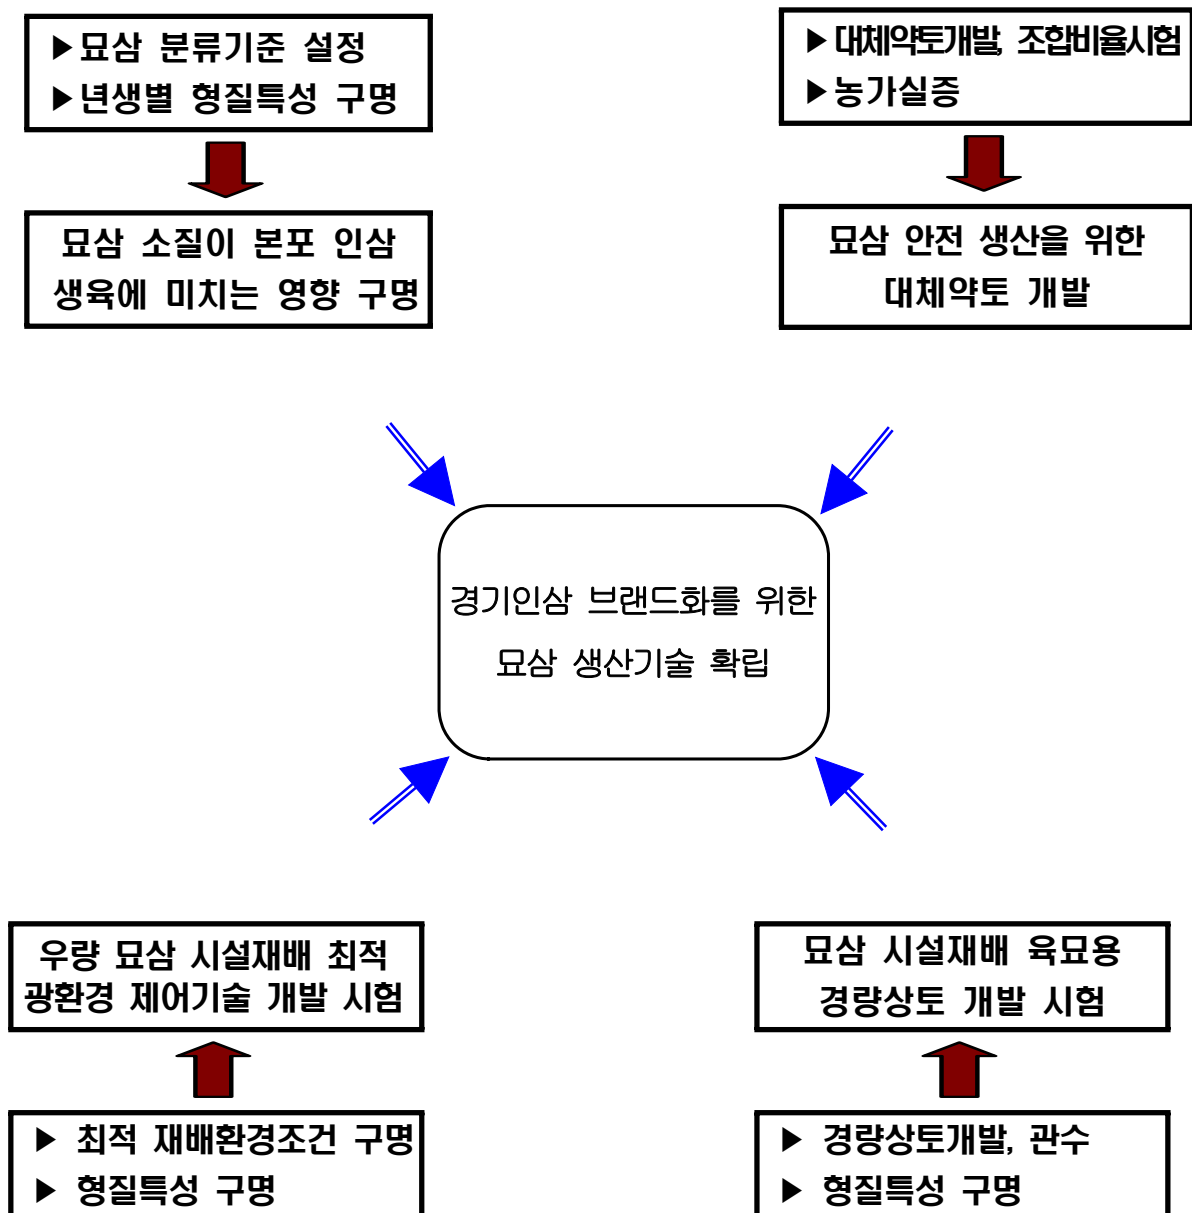 ▶묘삼 분류기준 설정
▶년생별 형질특성 구명
묘삼 소질이 본포 인삼
생육에 미치는 영향 구명
▶대체약토개발, 조합비율시험
▶농가실증
묘삼 안전 생산을 위한
대체약토 개발
경기인삼 브랜드화를 위한
묘삼 생산기술 확립
우량 묘삼 시설재배 최적
광환경 제어기술 개발 시험
▶ 최적 재배환경조건 구명
▶ 형질특성 구명
묘삼 시설재배 육묘용
경량상토 개발 시험
▶ 경량상토개발, 관수
▶ 형질특성 구명